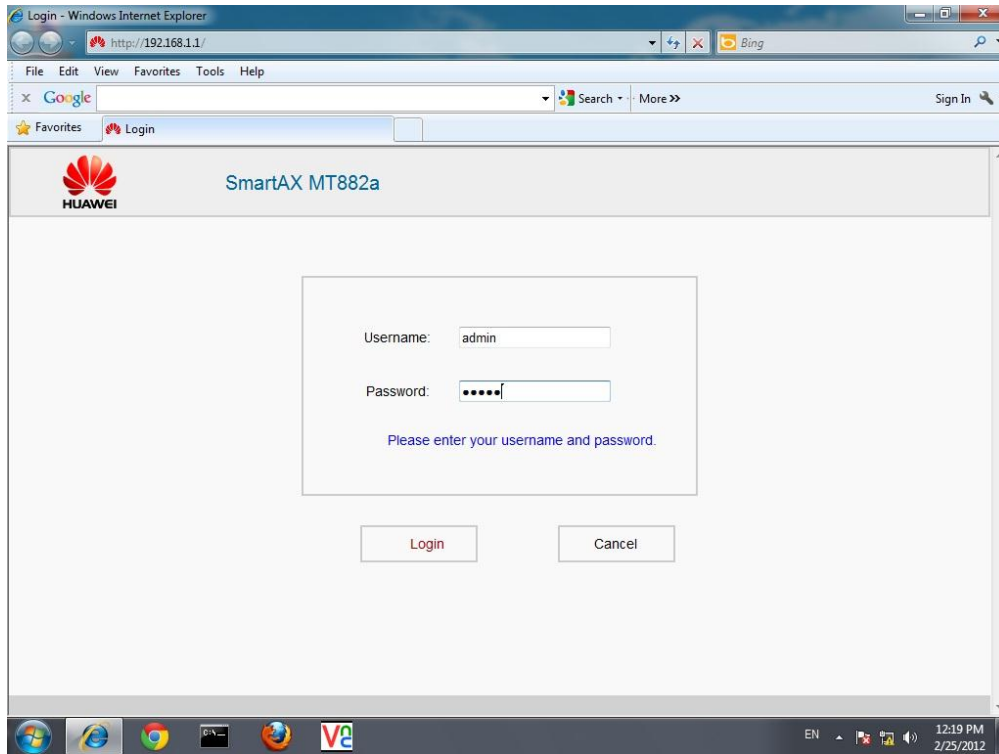 Login - Windows Internet Explorer
http://192.168.1.1/
Bing
File Edit View Favorites Tools Help
x Google Search More >> Sign In
Favorites Login
HUAWEI SmartAX MT882a
Username: admin
Password: •••••
Please enter your username and password.
Login Cancel
C:\_
V2
EN 12:19 PM
2/25/2012